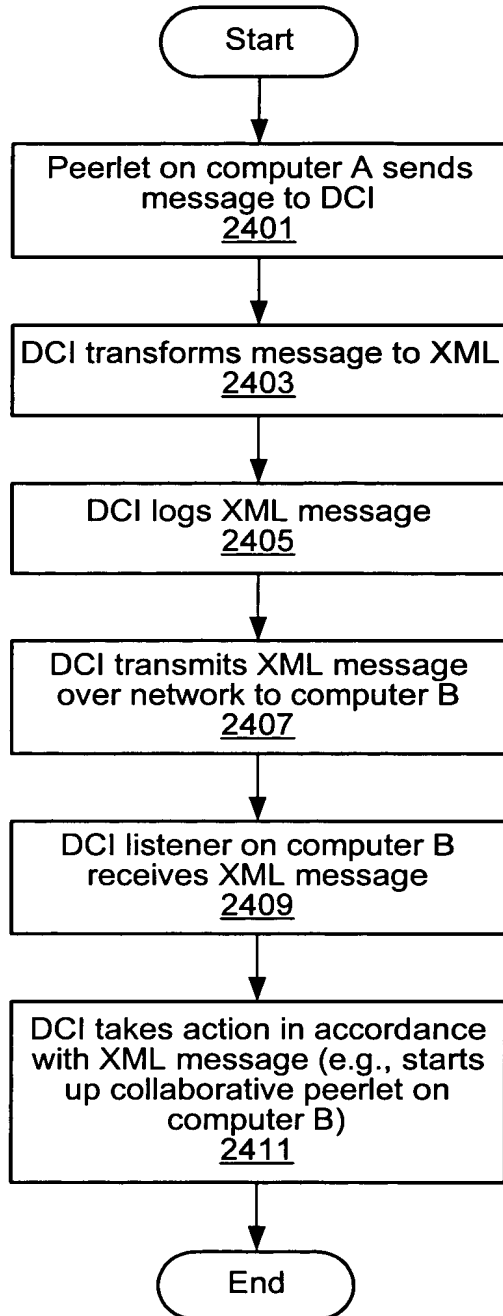 Start
Peerlet on computer A sends
message to DCI
2401
DCI transforms message to XML
2403
DCI logs XML message
2405
DCI transmits XML message
over network to computer B
2407
DCI listener on computer B
receives XML message
2409
DCI takes action in accordance
with XML message (e.g., starts
up collaborative peerlet on
computer B)
2411
End